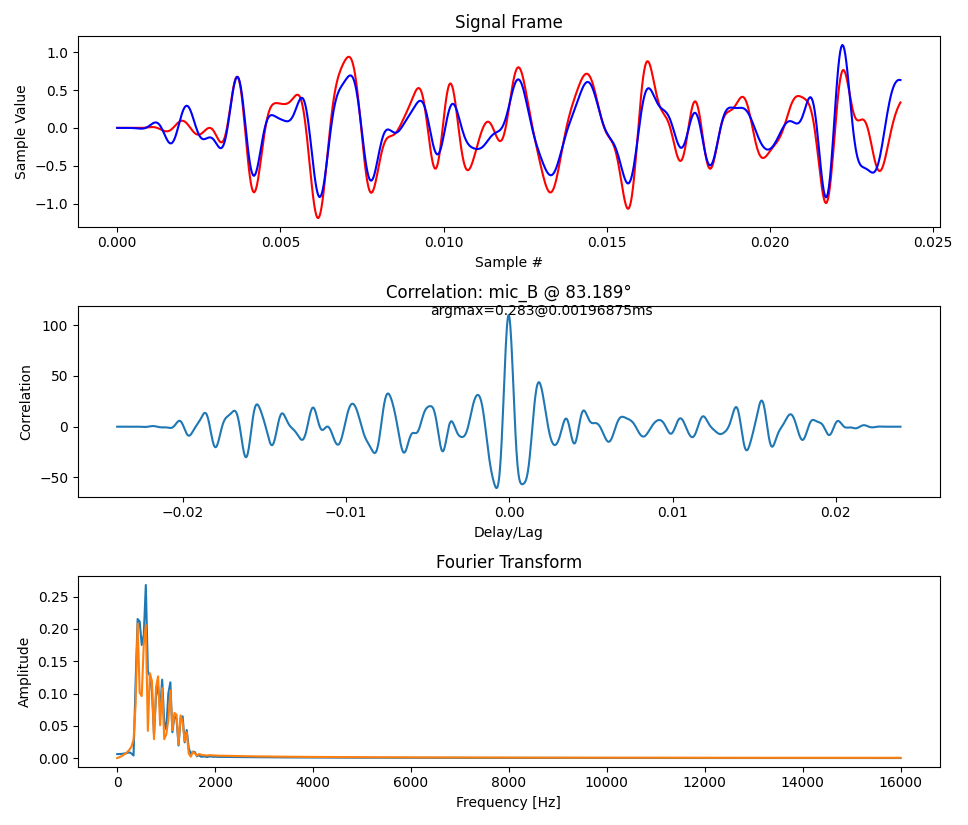 Signal Frame
Sample Value
1.0
0.5
0.0
−0.5
−1.0
0.000 0.005 0.010 0.015 0.020 0.025
Sample #
Correlation: mic_B @ 83.189°
argmax=0.283@0.00196875ms
Correlation
100
50
0
−50
−0.02 −0.01 0.00 0.01 0.02
Delay/Lag
Fourier Transform
Amplitude
0.25
0.20
0.15
0.10
0.05
0.00
0 2000 4000 6000 8000 10000 12000 14000 16000
Frequency [Hz]